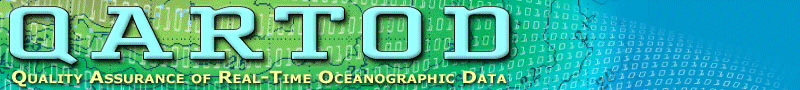 QARTOD
Quality Assurance of Real-Time Oceanographic Data